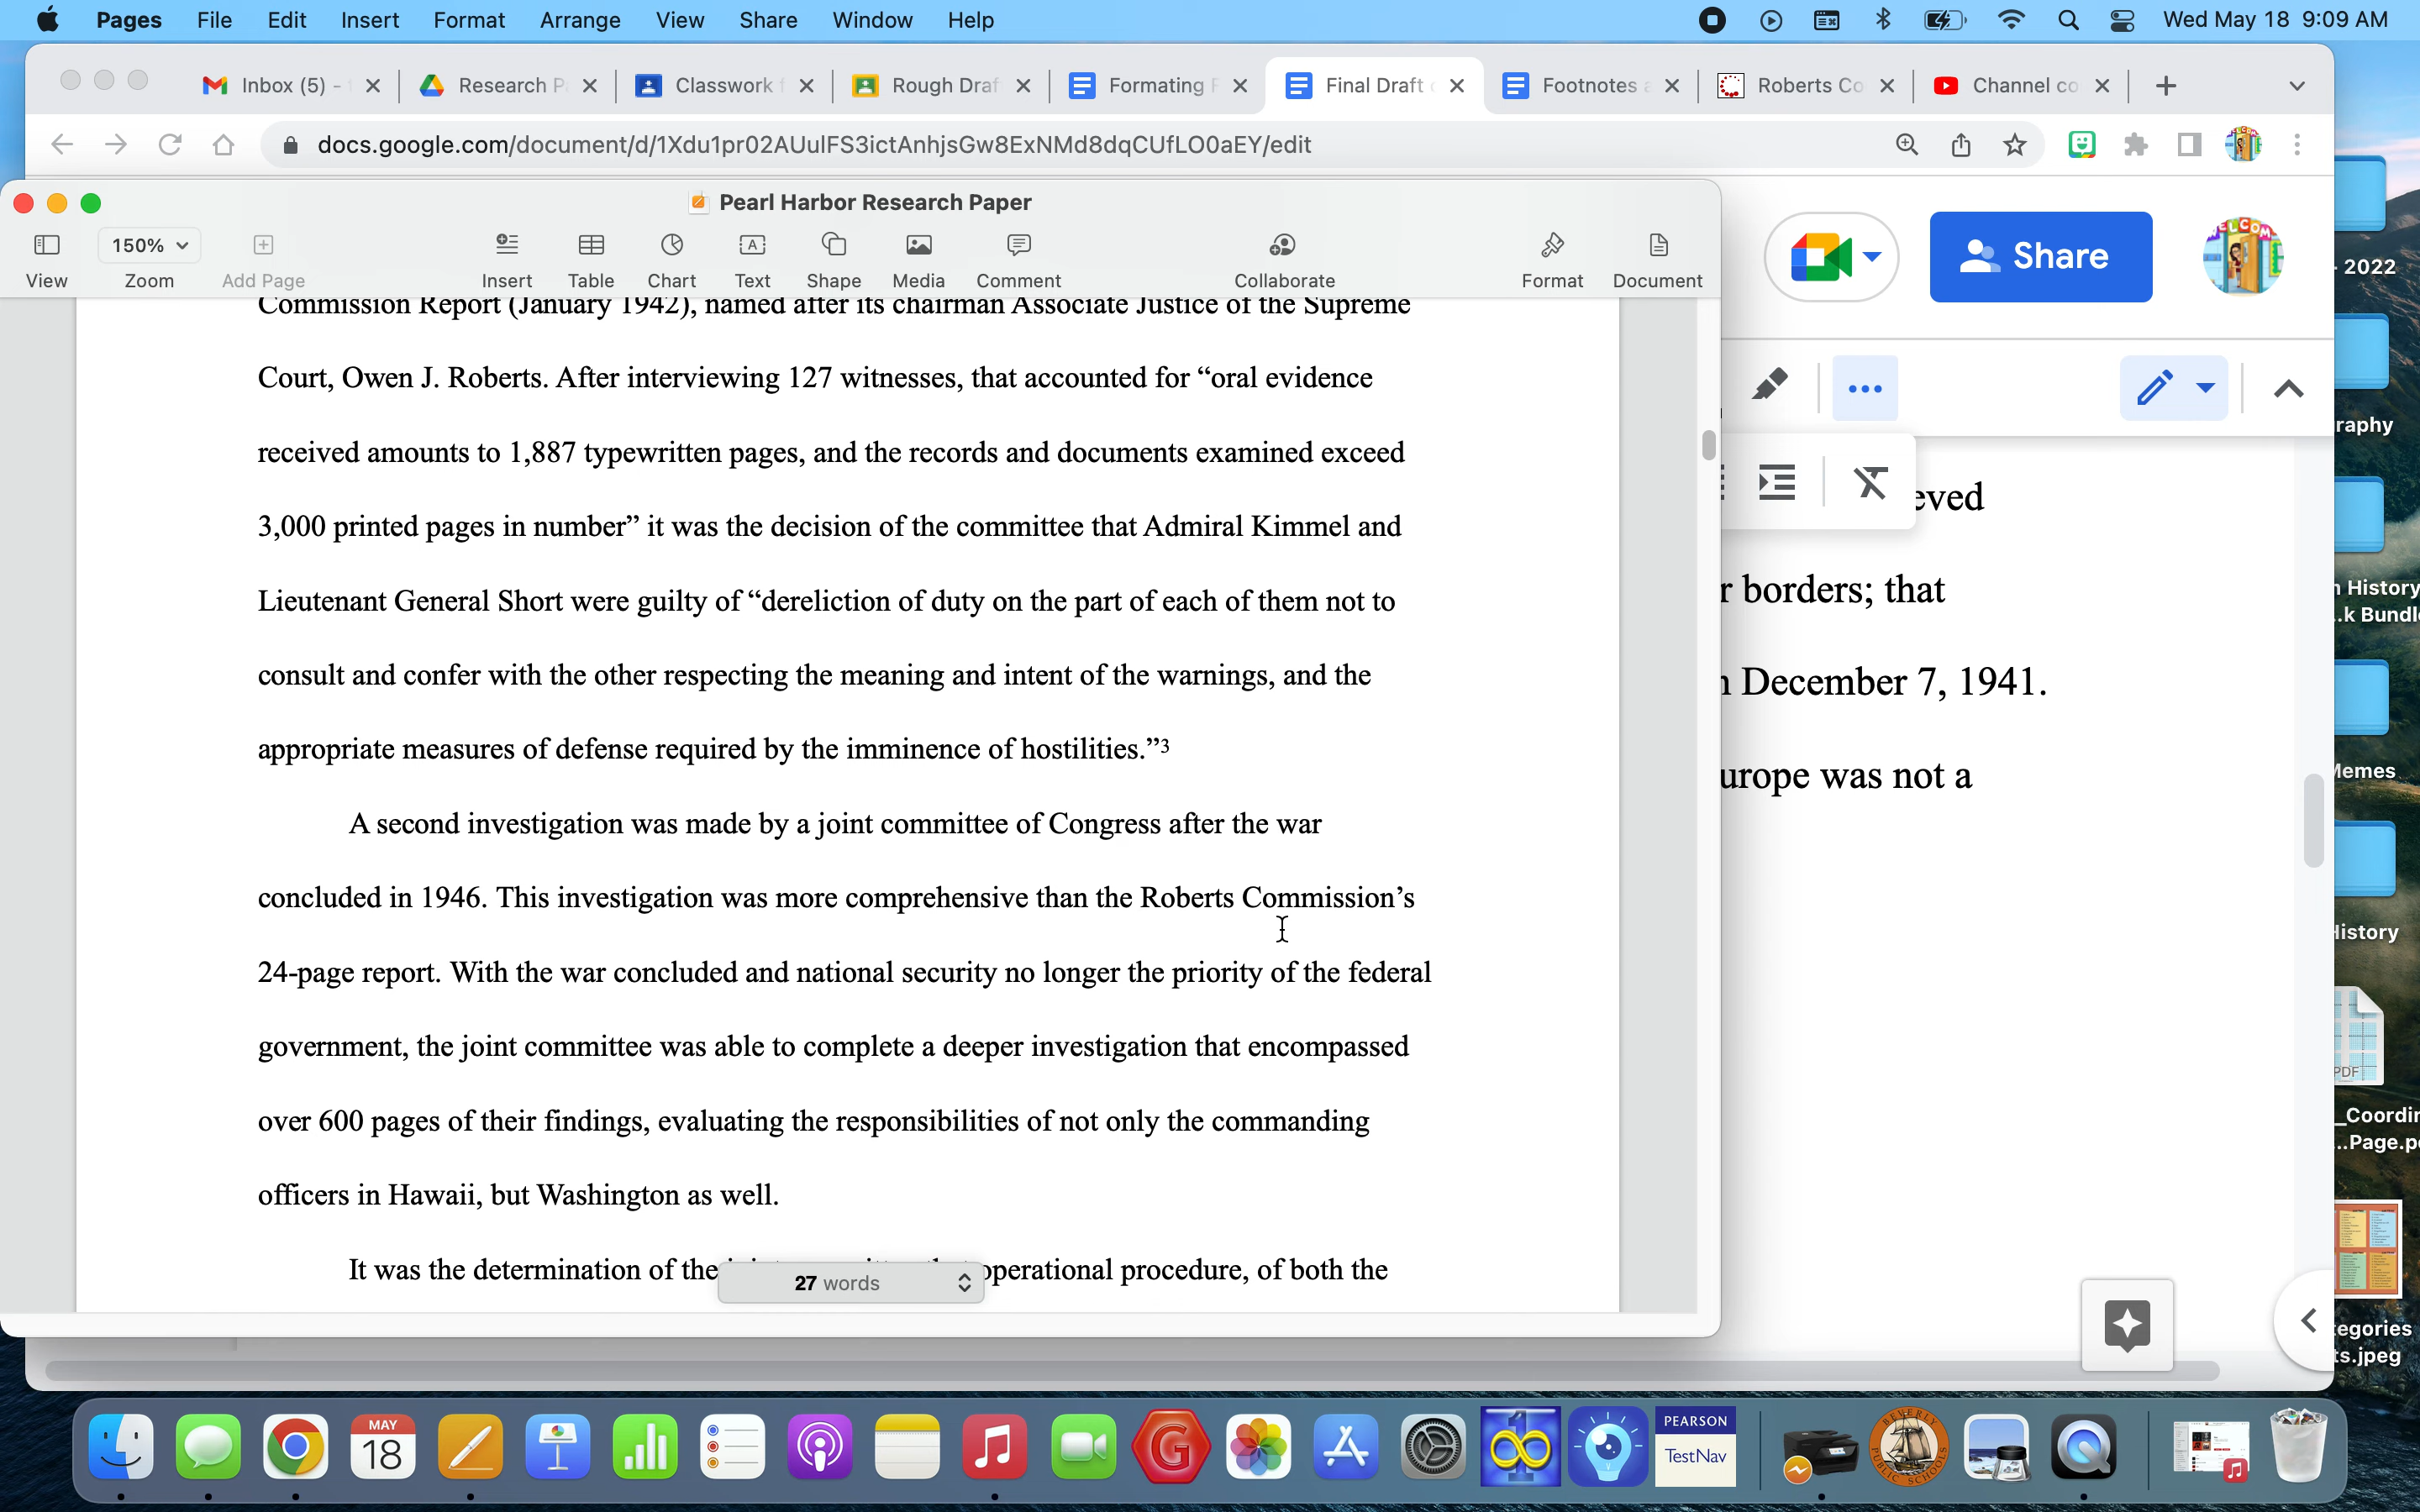 Pages File Edit Insert Format Arrange View Share Window Help Wed May 18 9:09 AM
Inbox (5) - Research P Classwork Rough Draf Formating F Final Draft Footnotes a Roberts Co Channel co
docs.google.com/document/d/1Xdu1pr02AUulFS3ictAnhjsGw8ExNMd8dqCUfLO0aEY/edit
Pearl Harbor Research Paper
150%
View Zoom Add Page Insert Table Chart Text Shape Media Comment Collaborate Format Document
Share
2022
Commission Report (January 1942), named after its chairman Associate Justice of the Supreme
Court, Owen J. Roberts. After interviewing 127 witnesses, that accounted for “oral evidence
received amounts to 1,887 typewritten pages, and the records and documents examined exceed
3,000 printed pages in number” it was the decision of the committee that Admiral Kimmel and
Lieutenant General Short were guilty of “dereliction of duty on the part of each of them not to
consult and confer with the other respecting the meaning and intent of the warnings, and the
appropriate measures of defense required by the imminence of hostilities.”3
A second investigation was made by a joint committee of Congress after the war
concluded in 1946. This investigation was more comprehensive than the Roberts Commission’s
24-page report. With the war concluded and national security no longer the priority of the federal
government, the joint committee was able to complete a deeper investigation that encompassed
over 600 pages of their findings, evaluating the responsibilities of not only the commanding
officers in Hawaii, but Washington as well.
It was the determination of the operational procedure, of both the
27 words
eved
r borders; that
n December 7, 1941.
urope was not a
raphy
n History
..k Bundl
Memes
History
PDF
_Coordin
...Page.p
tegories
ts.jpeg
MAY
18
PEARSON
TestNav
BEVERLY
PUBLIC SCHOOLS